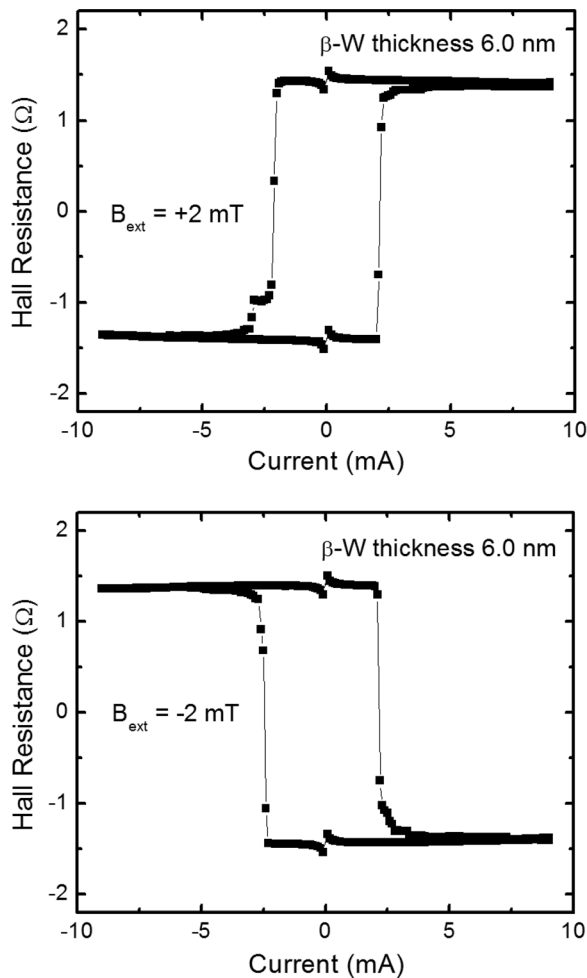 2
β-W thickness 6.0 nm
1
Hall Resistance (Ω)
0
B_ext = +2 mT
-1
-2
-10 -5 0 5 10
Current (mA)
2
β-W thickness 6.0 nm
1
Hall Resistance (Ω)
0
B_ext = -2 mT
-1
-2
-10 -5 0 5 10
Current (mA)